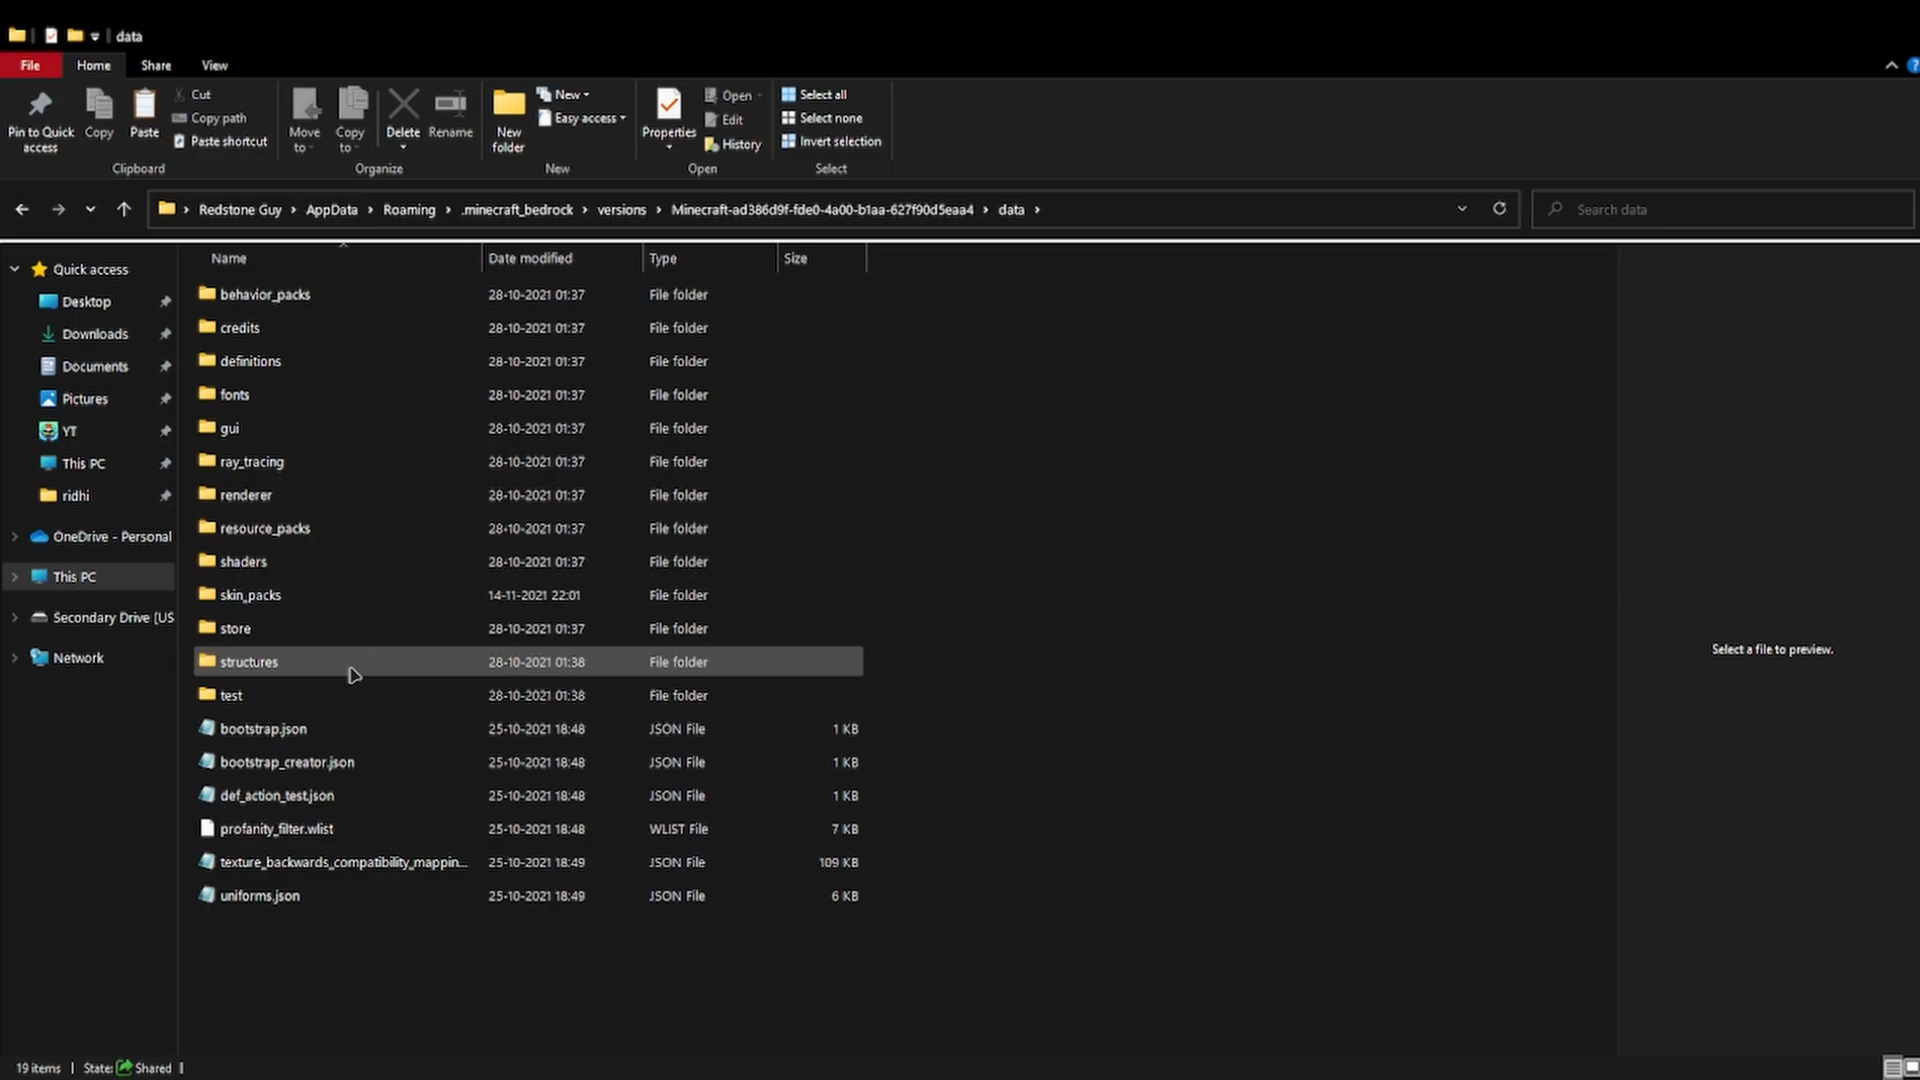 data
File Home Share View
Pin to Quick access
Copy
Paste
Cut
Copy path
Paste shortcut
Clipboard
Move to
Copy to
Delete
Rename
Organize
New folder
New
Easy access
New
Properties
Open
Edit
History
Open
Select all
Select none
Invert selection
Select
Redstone Guy AppData Roaming .minecraft_bedrock versions Minecraft-ad386d9f-fde0-4a00-b1aa-627f90d5eaa4 data
Search data
Quick access
Desktop
Downloads
Documents
Pictures
YT
This PC
ridhi
OneDrive - Personal
This PC
Secondary Drive (US
Network
Name Date modified Type Size
behavior_packs 28-10-2021 01:37 File folder
credits 28-10-2021 01:37 File folder
definitions 28-10-2021 01:37 File folder
fonts 28-10-2021 01:37 File folder
gui 28-10-2021 01:37 File folder
ray_tracing 28-10-2021 01:37 File folder
renderer 28-10-2021 01:37 File folder
resource_packs 28-10-2021 01:37 File folder
shaders 28-10-2021 01:37 File folder
skin_packs 14-11-2021 22:01 File folder
store 28-10-2021 01:37 File folder
structures 28-10-2021 01:38 File folder
test 28-10-2021 01:38 File folder
bootstrap.json 25-10-2021 18:48 JSON File 1 KB
bootstrap_creator.json 25-10-2021 18:48 JSON File 1 KB
def_action_test.json 25-10-2021 18:48 JSON File 1 KB
profanity_filter.wlist 25-10-2021 18:48 WLIST File 7 KB
texture_backwards_compatibility_mappin... 25-10-2021 18:49 JSON File 109 KB
uniforms.json 25-10-2021 18:49 JSON File 6 KB
Select a file to preview.
19 items State: Shared